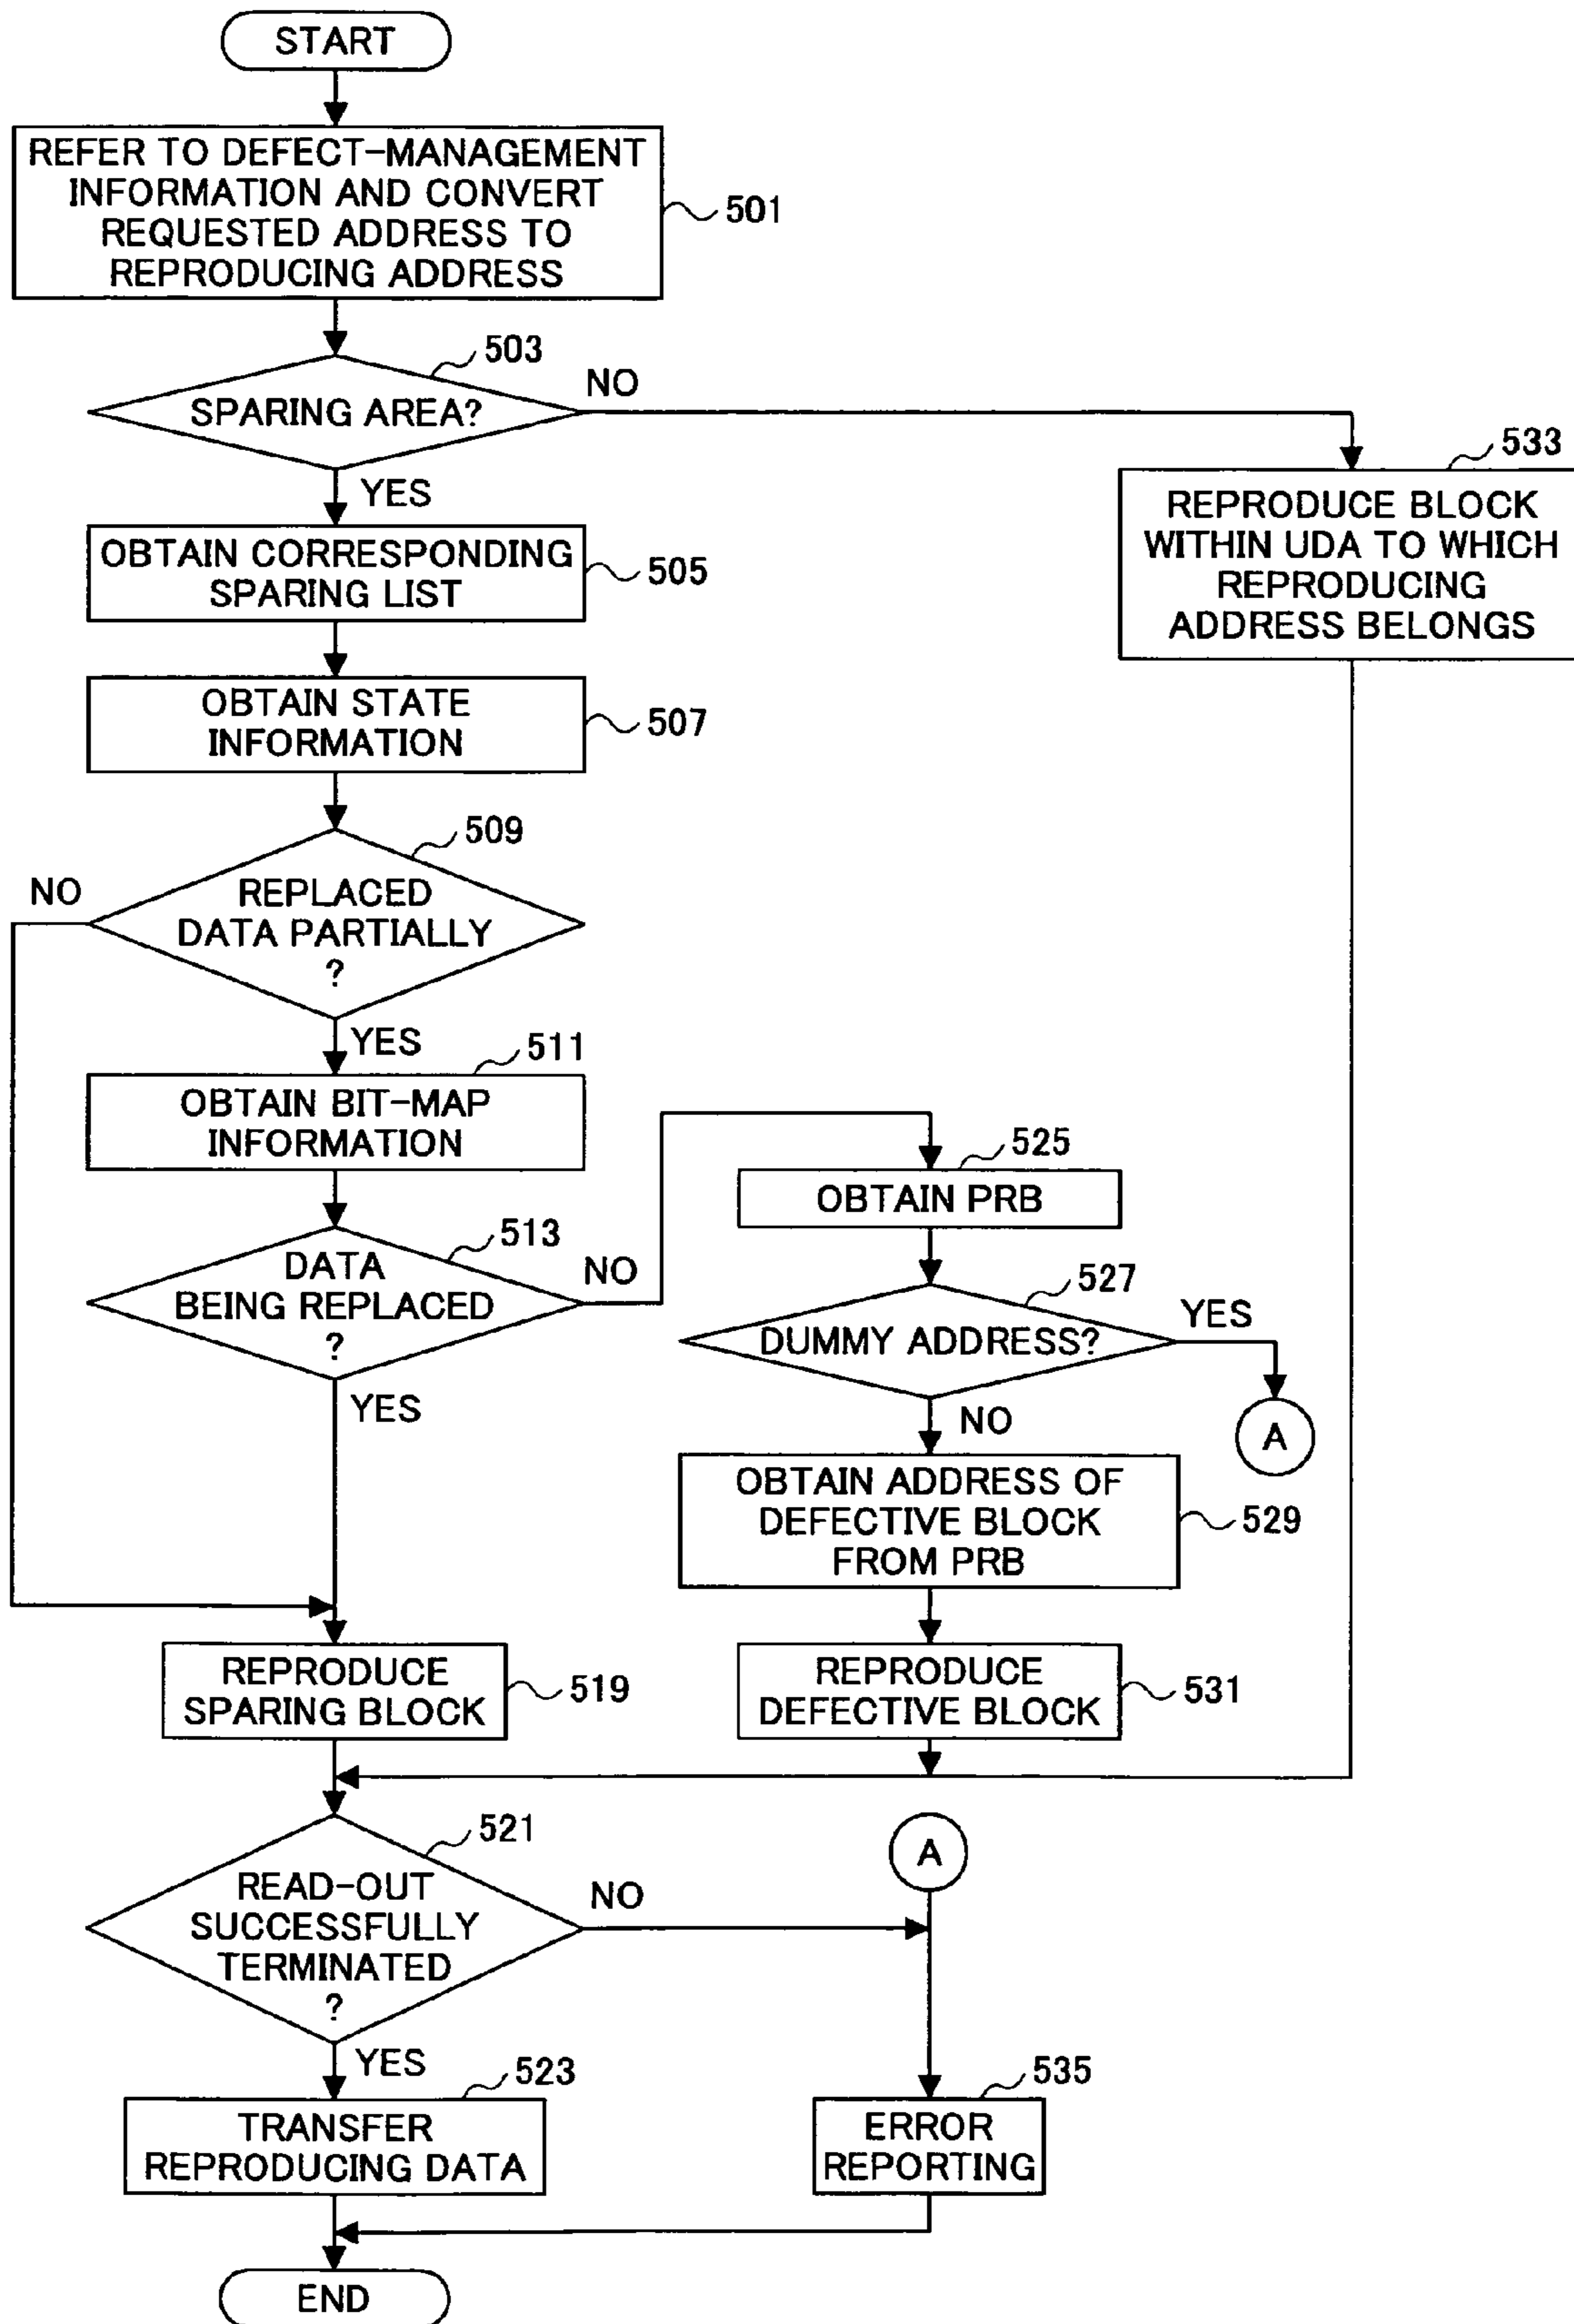 START
REFER TO DEFECT-MANAGEMENT
INFORMATION AND CONVERT
REQUESTED ADDRESS TO
REPRODUCING ADDRESS
501
503
SPARING AREA?
NO
YES
533
REPRODUCE BLOCK
WITHIN UDA TO WHICH
REPRODUCING
ADDRESS BELONGS
OBTAIN CORRESPONDING
SPARING LIST
505
OBTAIN STATE
INFORMATION
507
509
REPLACED
DATA PARTIALLY
?
NO
YES
511
OBTAIN BIT-MAP
INFORMATION
513
DATA
BEING REPLACED
?
NO
YES
525
OBTAIN PRB
527
DUMMY ADDRESS?
YES
A
NO
OBTAIN ADDRESS OF
DEFECTIVE BLOCK
FROM PRB
529
REPRODUCE
SPARING BLOCK
519
REPRODUCE
DEFECTIVE BLOCK
531
521
READ-OUT
SUCCESSFULLY
TERMINATED
?
NO
A
YES
523
TRANSFER
REPRODUCING DATA
535
ERROR
REPORTING
END